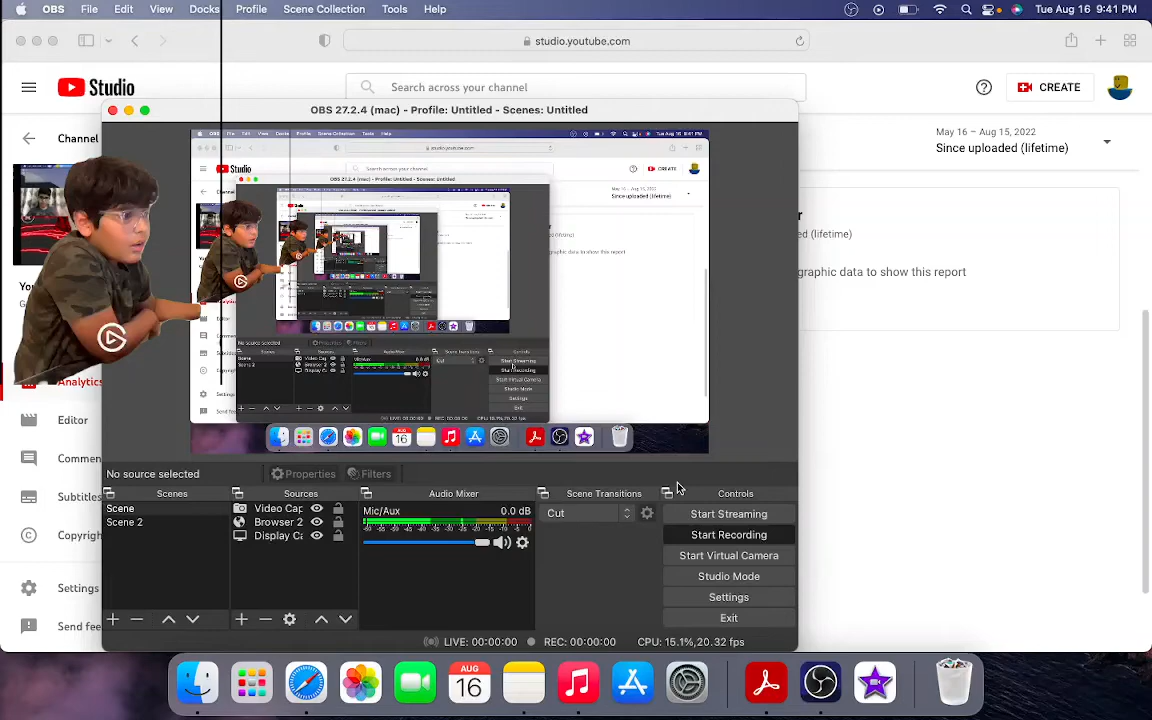 OBS File Edit View Docks Profile Scene Collection Tools Help Tue Aug 16 9:41 PM
studio.youtube.com
Studio Search across your channel CREATE
OBS 27.2.4 (mac) - Profile: Untitled - Scenes: Untitled
Channel
May 16 – Aug 15, 2022
Since uploaded (lifetime)
ed (lifetime)
graphic data to show this report
Analytics
Editor
Commen
Subtitles
Copyrigh
Settings
Send fee
No source selected Properties Filters
Scenes Sources Audio Mixer Scene Transitions Controls
Scene
Scene 2
Video Cap
Browser 2
Display Ca
Mic/Aux 0.0 dB
Cut
Start Streaming
Start Recording
Start Virtual Camera
Studio Mode
Settings
Exit
LIVE: 00:00:00 REC: 00:00:00 CPU: 15.1%, 20.32 fps
AUG
16